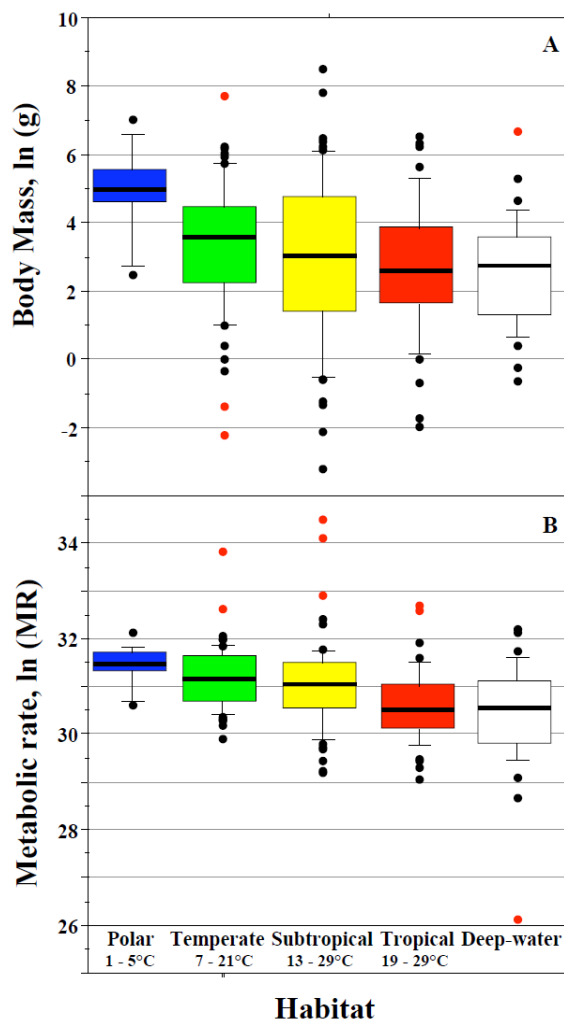 A
Body Mass, ln (g)
10
8
6
4
2
0
-2
B
Metabolic rate, ln (MR)
34
32
30
28
26
Polar Temperate Subtropical Tropical Deep-water
1 - 5°C 7 - 21°C 13 - 29°C 19 - 29°C
Habitat